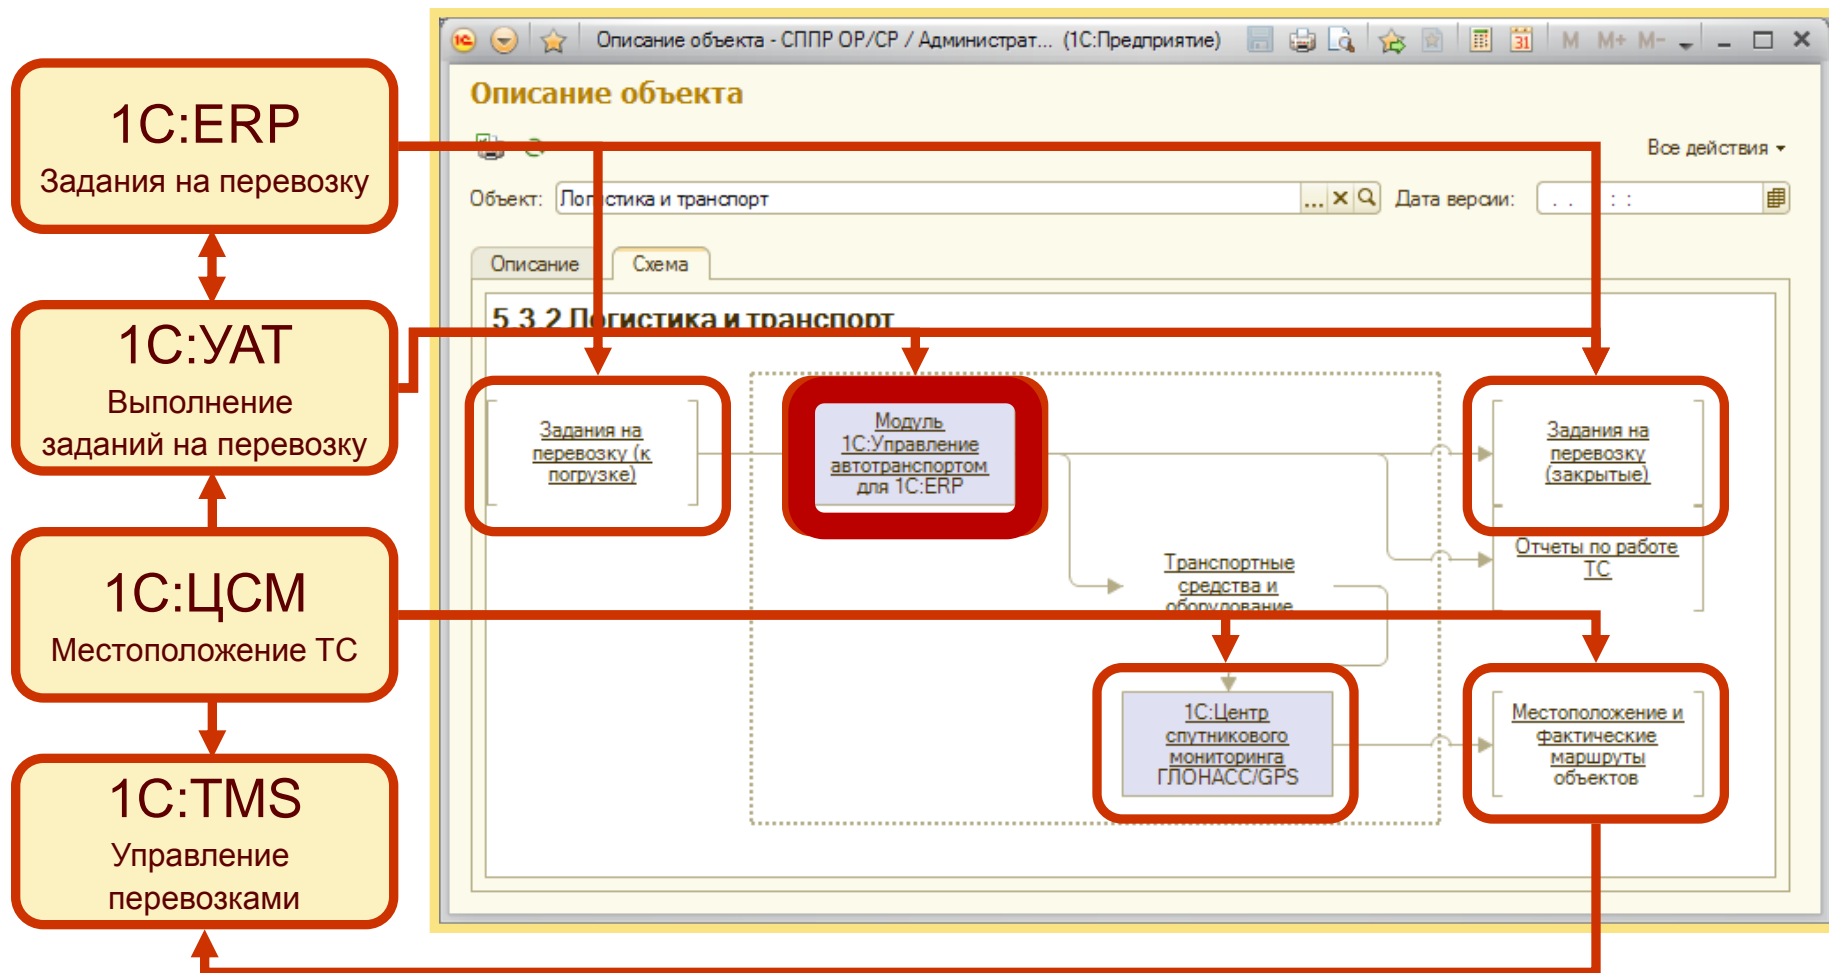 1С:ERP
Задания на перевозку
1С:УАТ
Выполнение
заданий на перевозку
1С:ЦСМ
Местоположение ТС
1С:TMS
Управление
перевозками
Описание объекта - СППР ОР/СР / Администрат... (1С:Предприятие)
31 M M+ M-
Описание объекта
Все действия
Объект: Логистика и транспорт ... Дата версии: . . : :
Описание Схема
5.3.2 Логистика и транспорт
Задания на
перевозку (к
погрузке)
Модуль
1С:Управление
автотранспортом
для 1С:ERP
Задания на
перевозку
(закрытые)
Отчеты по работе
ТС
Транспортные
средства и
оборудование
1С:Центр
спутникового
мониторинга
ГЛОНАСС/GPS
Местоположение и
фактические
маршруты
объектов